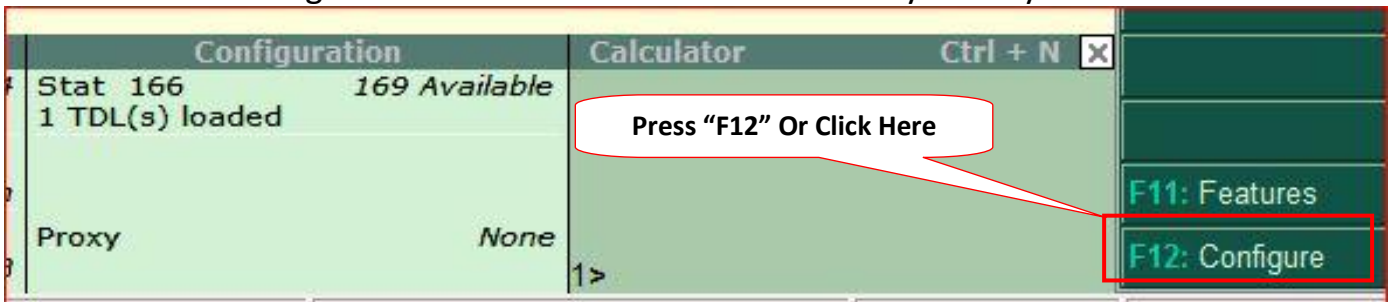 Configuration
Stat 166 169 Available
1 TDL(s) loaded
Proxy None
Calculator Ctrl + N X
Press “F12” Or Click Here
1>
F11: Features
F12: Configure